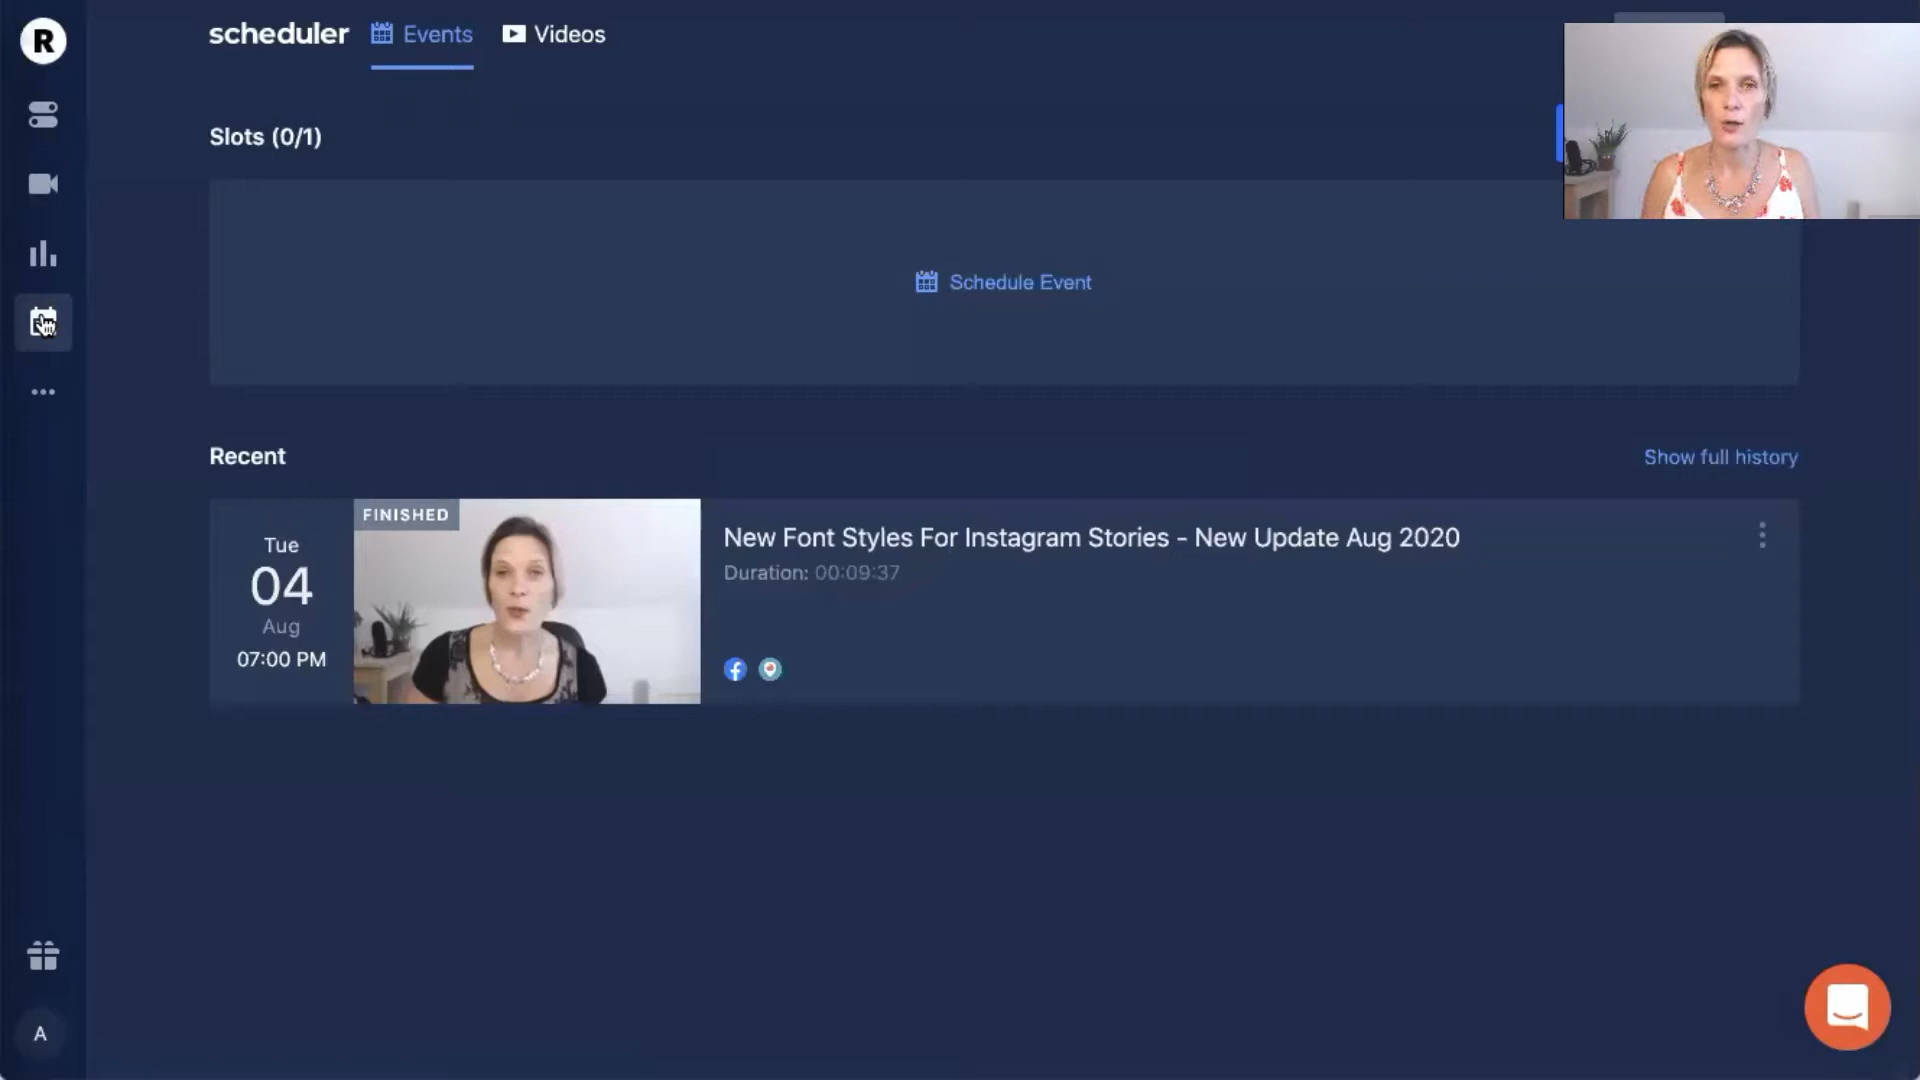 R
scheduler
Events
Videos
Slots (0/1)
Schedule Event
Recent
Show full history
Tue
04
Aug
07:00 PM
FINISHED
New Font Styles For Instagram Stories - New Update Aug 2020
Duration: 00:09:37
A